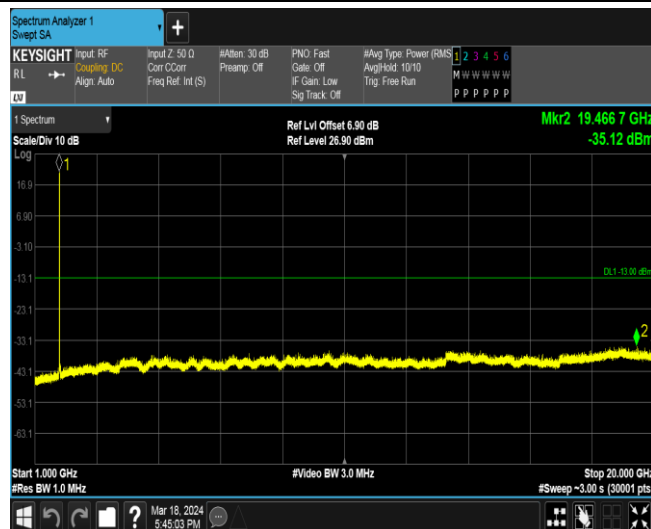 Spectrum Analyzer 1
Swept SA
+
KEYSIGHT
RL
LXI
Input: RF
Coupling: DC
Align: Auto
Input Z: 50 Ω
Corr CCorr
Freq Ref: Int (S)
#Atten: 30 dB
Preamp: Off
PNO: Fast
Gate: Off
IF Gain: Low
Sig Track: Off
#Avg Type: Power (RMS
Avg|Hold: 10/10
Trig: Free Run
1 2 3 4 5 6
M W W W W W
P P P P P P
1 Spectrum
Scale/Div 10 dB
Ref Lvl Offset 6.90 dB
Ref Level 26.90 dBm
Mkr2 19.466 7 GHz
-35.12 dBm
Log
1
16.9
6.90
-3.10
-13.1
DL1 -13.00 dBm
-23.1
-33.1
2
-43.1
-53.1
-63.1
Start 1.000 GHz
#Video BW 3.0 MHz
Stop 20.000 GHz
#Res BW 1.0 MHz
#Sweep ~3.00 s (30001 pts
?
Mar 18, 2024
5:45:03 PM